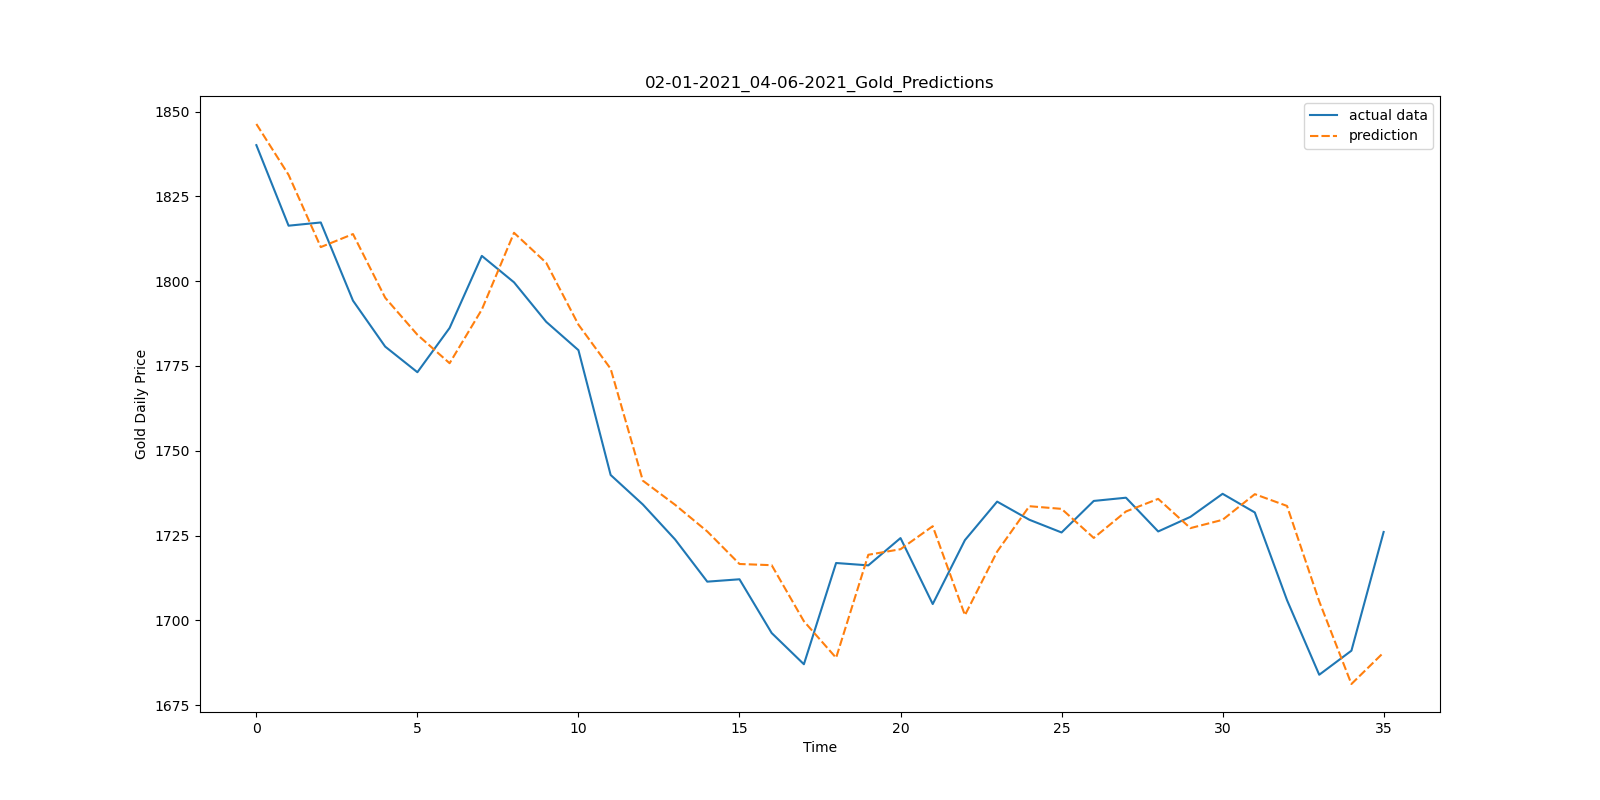 02-01-2021_04-06-2021_Gold_Predictions
actual data
prediction
Gold Daily Price
1850
1825
1800
1775
1750
1725
1700
1675
0 5 10 15 20 25 30 35
Time